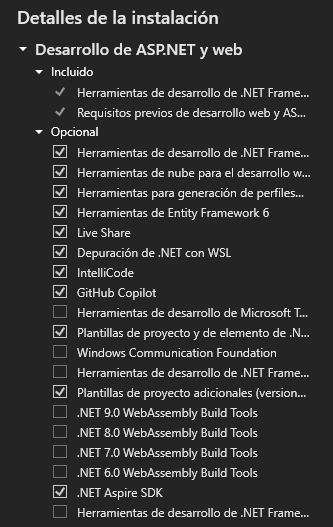 Detalles de la instalación
Desarrollo de ASP.NET y web
Incluido
Herramientas de desarrollo de .NET Frame...
Requisitos previos de desarrollo web y AS...
Opcional
Herramientas de desarrollo de .NET Frame...
Herramientas de nube para el desarrollo w...
Herramientas para generación de perfiles...
Herramientas de Entity Framework 6
Live Share
Depuración de .NET con WSL
IntelliCode
GitHub Copilot
Herramientas de desarrollo de Microsoft T...
Plantillas de proyecto y de elemento de .N...
Windows Communication Foundation
Herramientas de desarrollo de .NET Frame...
Plantillas de proyecto adicionales (version...
.NET 9.0 WebAssembly Build Tools
.NET 8.0 WebAssembly Build Tools
.NET 7.0 WebAssembly Build Tools
.NET 6.0 WebAssembly Build Tools
.NET Aspire SDK
Herramientas de desarrollo de .NET Frame...